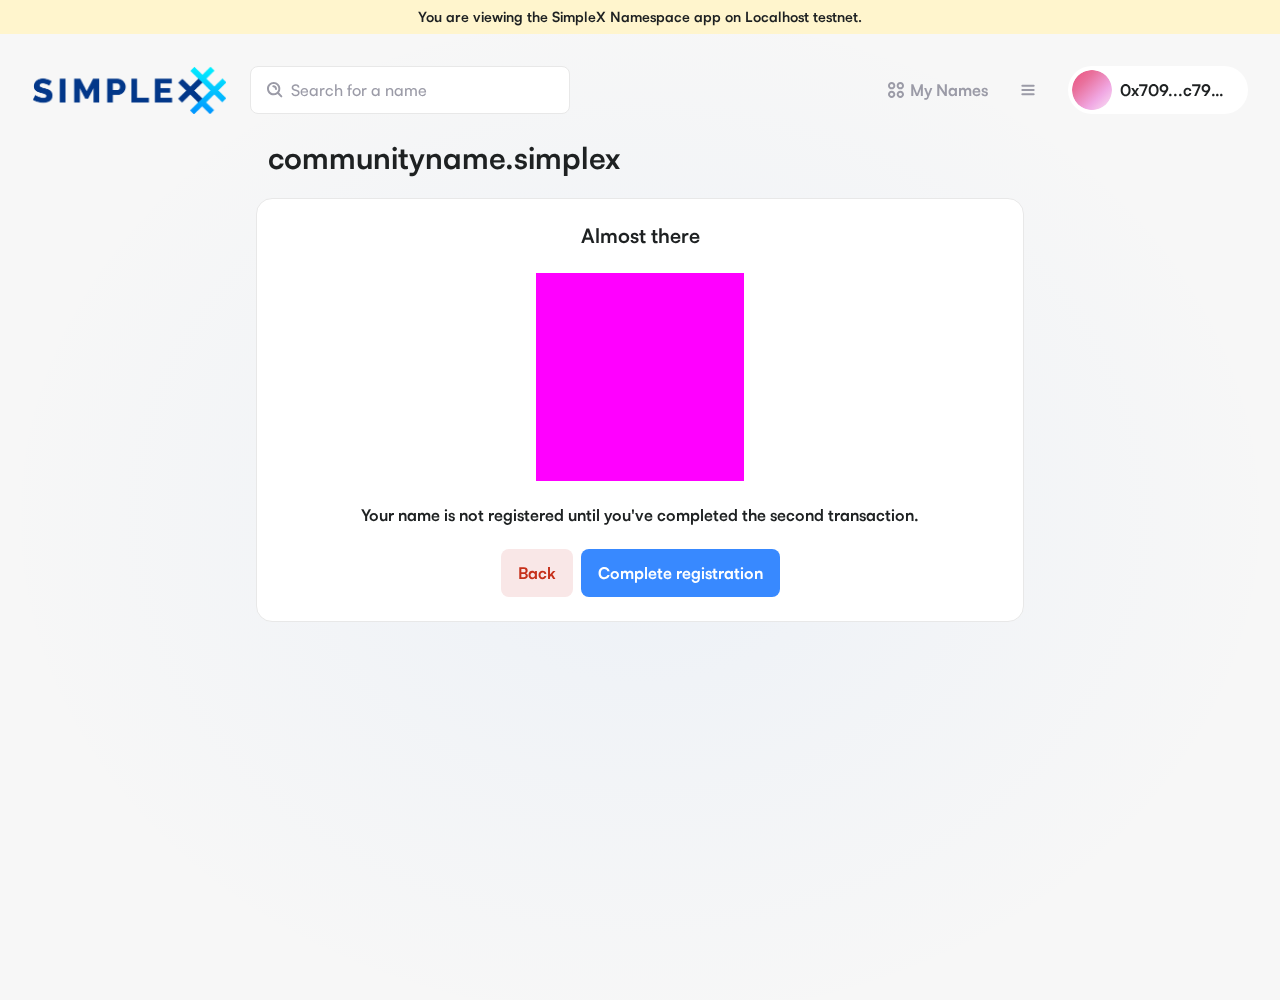 You are viewing the SimpleX Namespace app on Localhost testnet.
SIMPLEX
Search for a name
My Names
0x709...c79...
communityname.simplex
Almost there
Your name is not registered until you've completed the second transaction.
Back
Complete registration